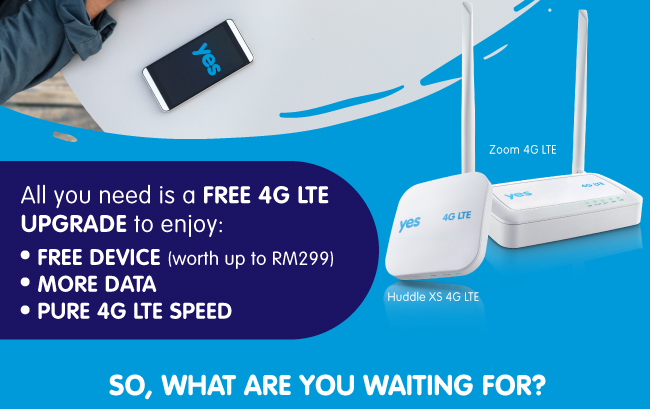 yes
Zoom 4G LTE
All you need is a FREE 4G LTE
UPGRADE to enjoy:
• FREE DEVICE (worth up to RM299)
• MORE DATA
• PURE 4G LTE SPEED
yes 4G LTE
yes 4G LTE
Huddle XS 4G LTE
SO, WHAT ARE YOU WAITING FOR?